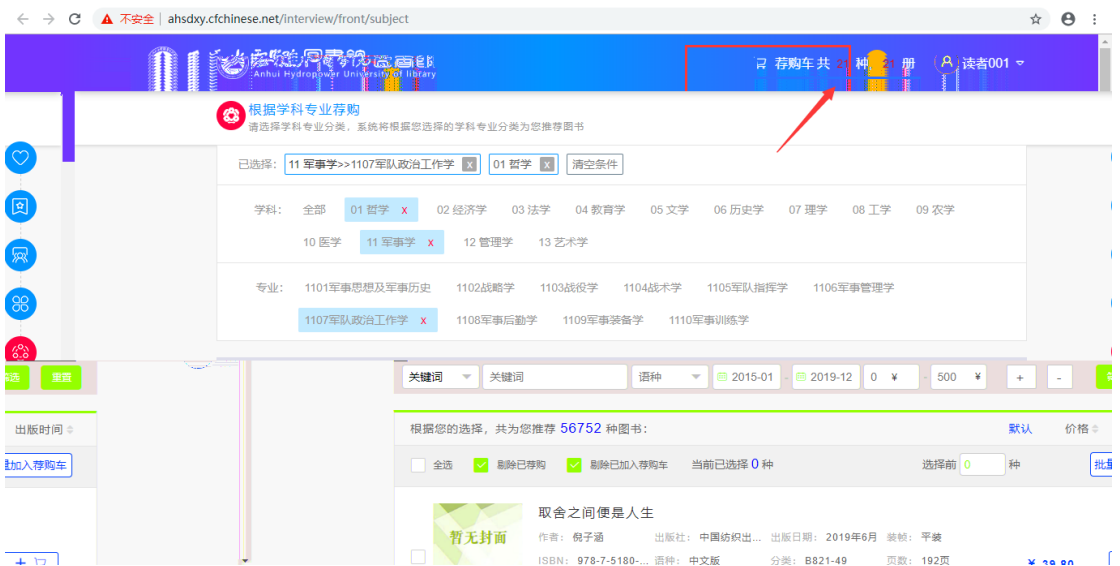 不安全 ahsdxy.cfchinese.net/interview/front/subject
Anhui Hydropower University of library
荐购车共 21 种 21 册 读者001
根据学科专业荐购
请选择学科专业分类，系统将根据您选择的学科专业分类为您推荐图书
已选择： 11 军事学>>1107军队政治工作学 x 01 哲学 x 清空条件
学科： 全部 01 哲学 x 02 经济学 03 法学 04 教育学 05 文学 06 历史学 07 理学 08 工学 09 农学
10 医学 11 军事学 x 12 管理学 13 艺术学
专业： 1101军事思想及军事历史 1102战略学 1103战役学 1104战术学 1105军队指挥学 1106军事管理学
1107军队政治工作学 x 1108军事后勤学 1109军事装备学 1110军事训练学
重置 关键词 关键词 语种 2015-01 - 2019-12 0 ¥ - 500 ¥ + -
出版时间 根据您的选择，共为您推荐 56752 种图书： 默认 价格
加入荐购车 全选 剔除已荐购 剔除已加入荐购车 当前已选择 0 种 选择前 0 种 批量
取舍之间便是人生
暂无封面 作者： 倪子涵 出版社： 中国纺织出... 出版日期： 2019年6月 装帧： 平装
+ ISBN： 978-7-5180-... 语种： 中文版 分类： B821-49 页数： 192页 ¥ 39.80